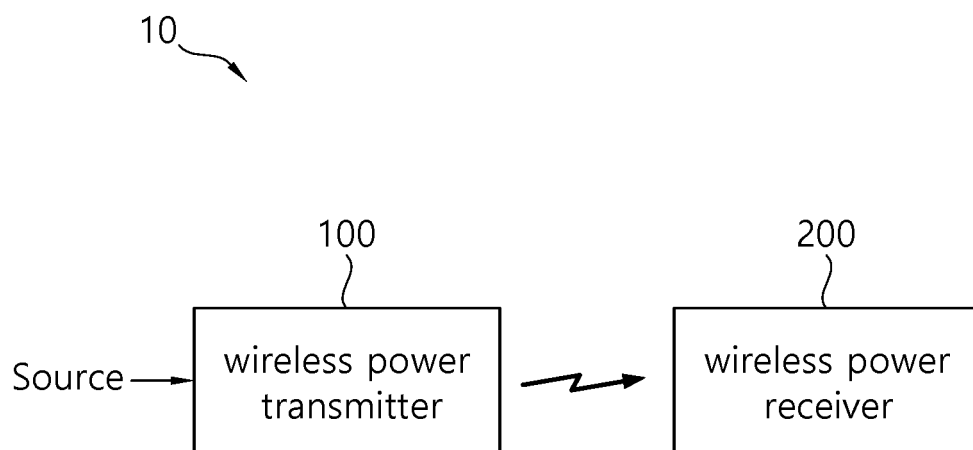 10
100
200
Source
wireless power
transmitter
wireless power
receiver